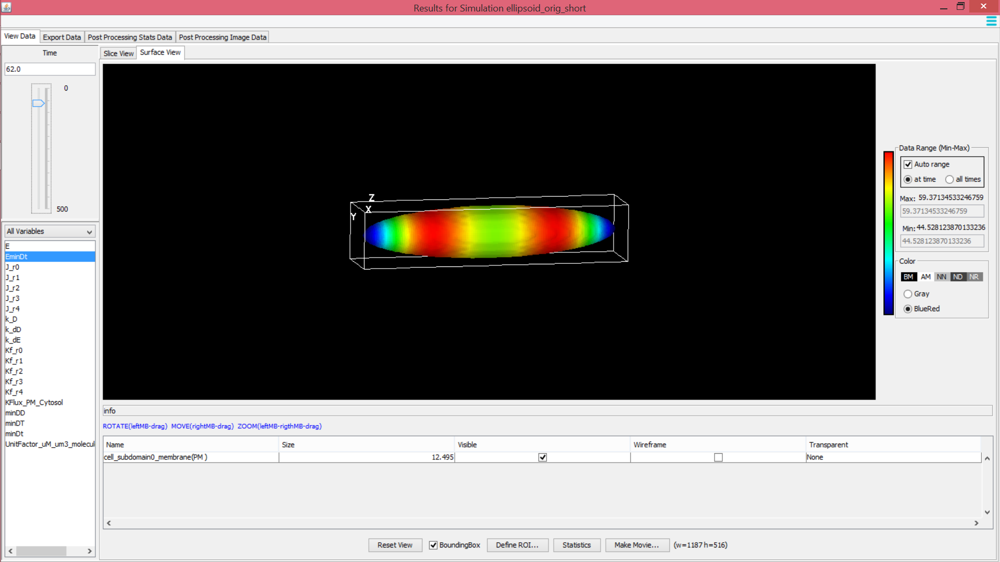 Results for Simulation ellipsoid_orig_short
View Data Export Data Post Processing Stats Data Post Processing Image Data
Time
62.0
0
500
All Variables
E
EminDt
J_r0
J_r1
J_r2
J_r3
J_r4
k_D
k_dD
k_dE
Kf_r0
Kf_r1
Kf_r2
Kf_r3
Kf_r4
KFlux_PM_Cytosol
minDD
minDT
minDt
UnitFactor_uM_um3_molecul
Slice View Surface View
Z
X
Y
Data Range (Min-Max)
Auto range
at time all times
Max: 59.37134533246759
59.37134533246759
Min: 44.528123870133236
44.528123870133236
Color
BM AM NN ND NR
Gray
BlueRed
info
ROTATE(leftMB-drag) MOVE(rightMB-drag) ZOOM(leftMB-rigthMB-drag)
Name Size Visible Wireframe Transparent
cell_subdomain0_membrane(PM ) 12.495 None
Reset View BoundingBox Define ROI... Statistics Make Movie... (w=1187 h=516)